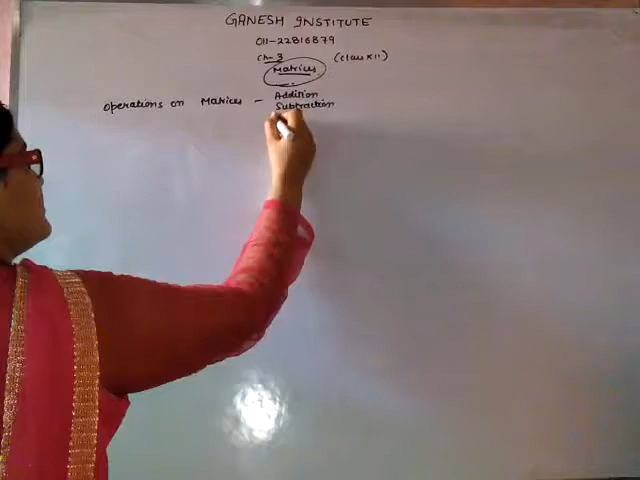 GANESH INSTITUTE
011-22816879
Ch-3 (Class XII)
Matrices
Operations on Matrices - Addition
Subtraction